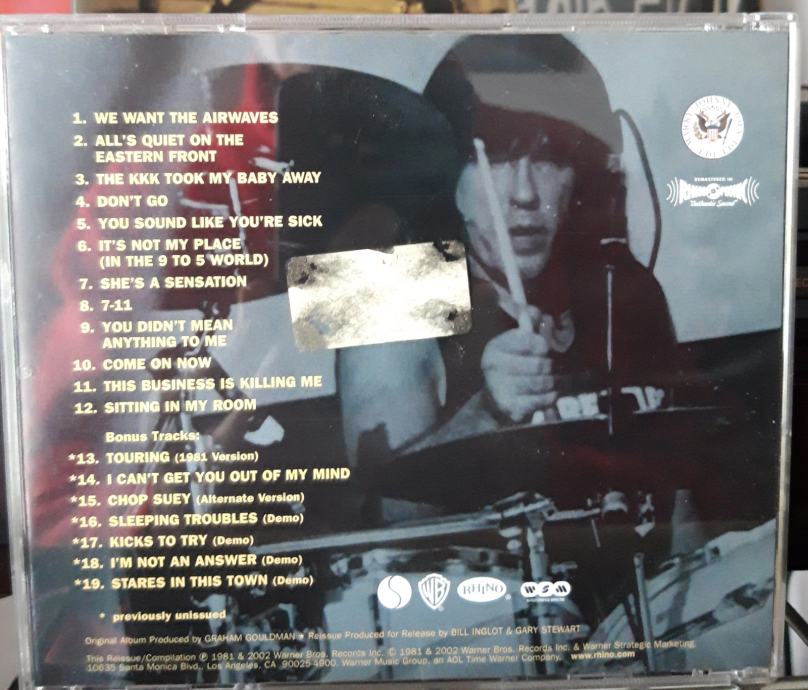 1. WE WANT THE AIRWAVES
2. ALL'S QUIET ON THE
EASTERN FRONT
3. THE KKK TOOK MY BABY AWAY
4. DON'T GO
5. YOU SOUND LIKE YOU'RE SICK
6. IT'S NOT MY PLACE
(IN THE 9 TO 5 WORLD)
7. SHE'S A SENSATION
8. 7-11
9. YOU DIDN'T MEAN
ANYTHING TO ME
10. COME ON NOW
11. THIS BUSINESS IS KILLING ME
12. SITTING IN MY ROOM
Bonus Tracks:
*13. TOURING (1981 Version)
*14. I CAN'T GET YOU OUT OF MY MIND
*15. CHOP SUEY (Alternate Version)
*16. SLEEPING TROUBLES (Demo)
*17. KICKS TO TRY (Demo)
*18. I'M NOT AN ANSWER (Demo)
*19. STARES IN THIS TOWN (Demo)
* previously unissued
JOHNNY
REMASTERED IN
RHINOPHONIC
"Authentic Sound"
WB
RHINO
WSM
Original Album Produced by GRAHAM GOULDMAN ★ Reissue Produced for Release by BILL INGLOT & GARY STEWART
This Reissue/Compilation ℗ 1981 & 2002 Warner Bros. Records Inc. © 1981 & 2002 Warner Bros. Records Inc. & Warner Strategic Marketing.
10635 Santa Monica Blvd., Los Angeles, CA 90025-4900. Warner Music Group, an AOL Time Warner Company. www.rhino.com